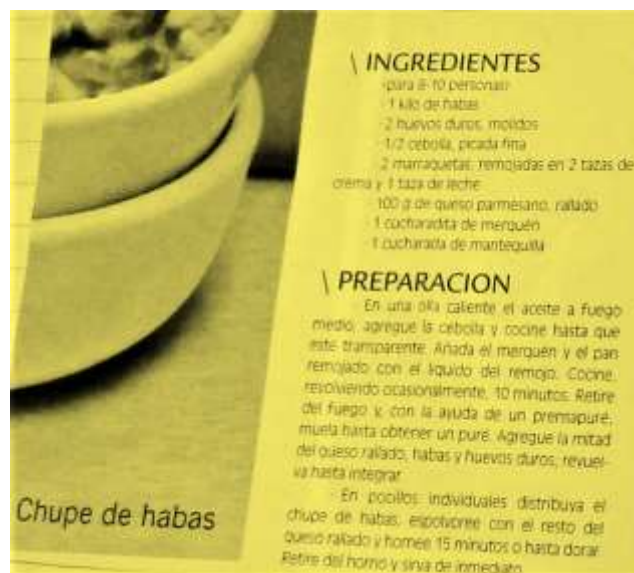 \ INGREDIENTES
(para 8-10 personas)
· 1 kilo de habas
· 2 huevos duros, molidos
· 1/2 cebolla, picada fina
· 2 marraquetas, remojadas en 2 tazas de
crema y 1 taza de leche
· 100 g de queso parmesano, rallado
· 1 cucharadita de merquén
· 1 cucharada de mantequilla
\ PREPARACION
En una olla caliente el aceite a fuego
medio, agregue la cebolla y cocine hasta que
esté transparente. Añada el merquén y el pan
remojado con el líquido del remojo. Cocine,
revolviendo ocasionalmente, 10 minutos. Retire
del fuego y, con la ayuda de un prensapuré,
muela hasta obtener un puré. Agregue la mitad
del queso rallado, habas y huevos duros, revuel-
va hasta integrar.
En pocillos individuales distribuya el
chupe de habas, espolvoree con el resto del
queso rallado y hornee 15 minutos o hasta dorar.
Retire del horno y sirva de inmediato.
Chupe de habas